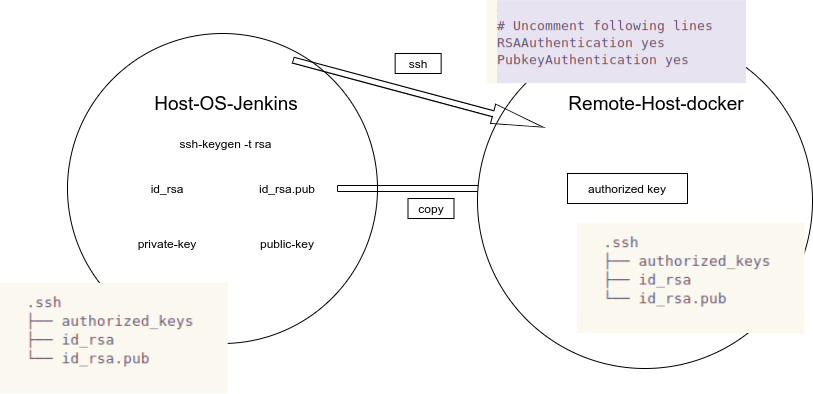 # Uncomment following lines
RSAAuthentication yes
PubkeyAuthentication yes
ssh
Host-OS-Jenkins
Remote-Host-docker
ssh-keygen -t rsa
id_rsa
id_rsa.pub
authorized key
copy
private-key
public-key
.ssh
├── authorized_keys
├── id_rsa
└── id_rsa.pub
.ssh
├── authorized_keys
├── id_rsa
└── id_rsa.pub